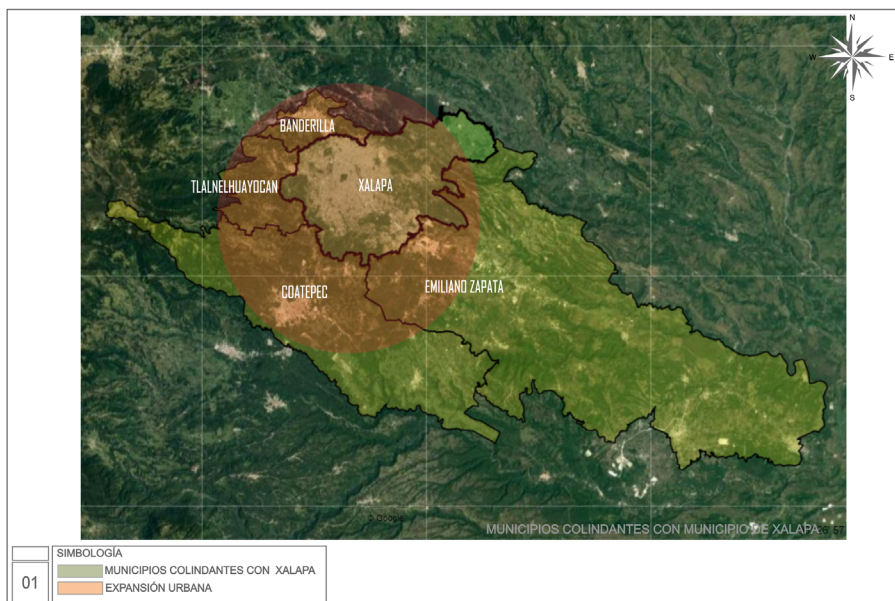 N
W E
S
BANDERILLA
TLALNELHUAYOCAN
XALAPA
COATEPEC
EMILIANO ZAPATA
© Google
MUNICIPIOS COLINDANTES CON MUNICIPIO DE XALAPA
SIMBOLOGÍA
01
MUNICIPIOS COLINDANTES CON XALAPA
EXPANSIÓN URBANA